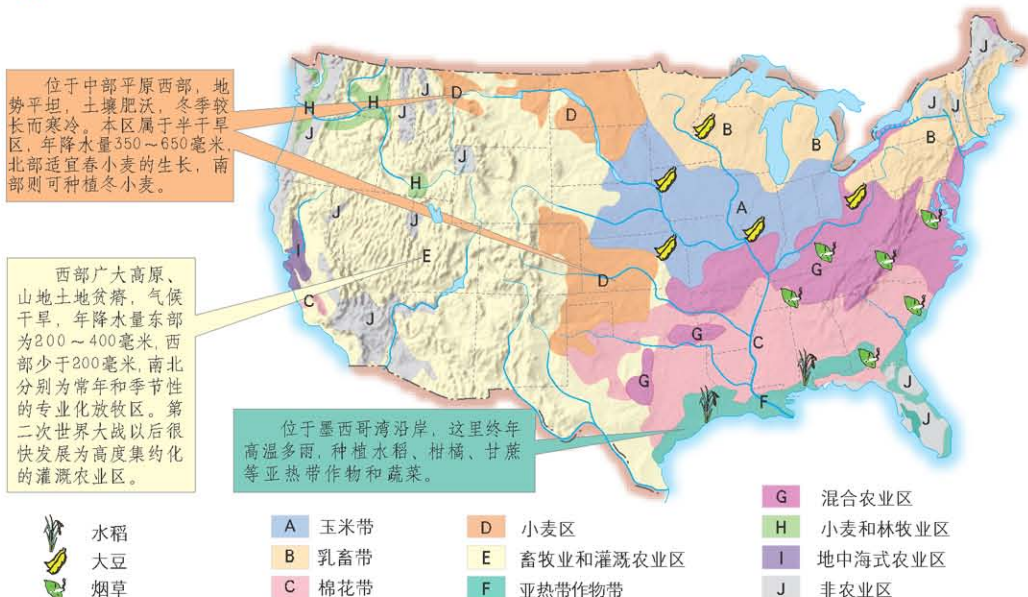 位于中部平原西部，地
势平坦，土壤肥沃，冬季较
长而寒冷。本区属于半干旱
区，年降水量350～650毫米，
北部适宜春小麦的生长，南
部则可种植冬小麦。
西部广大高原、
山地土地贫瘠，气候
干旱，年降水量东部
为200～400毫米，西
部少于200毫米，南北
分别为常年和季节性
的专业化放牧区。第
二次世界大战以后很
快发展为高度集约化
的灌溉农业区。
位于墨西哥湾沿岸，这里终年
高温多雨，种植水稻、柑橘、甘蔗
等亚热带作物和蔬菜。
H
J
H
J
J
D
J
H
J
J
E
I
C
J
D
D
B
B
A
J
J
J
B
G
G
G
C
F
J
J
水稻
大豆
烟草
A 玉米带
B 乳畜带
C 棉花带
D 小麦区
E 畜牧业和灌溉农业区
F 亚热带作物带
G 混合农业区
H 小麦和林牧业区
I 地中海式农业区
J 非农业区